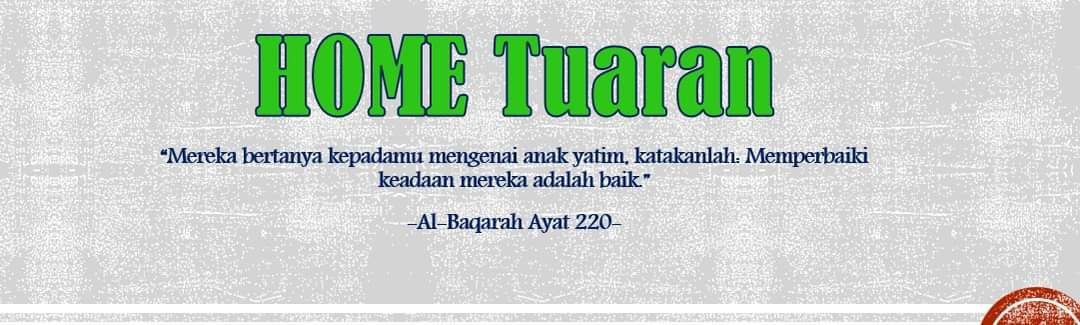 HOME Tuaran
“Mereka bertanya kepadamu mengenai anak yatim, katakanlah: Memperbaiki
keadaan mereka adalah baik.”
-Al-Baqarah Ayat 220-